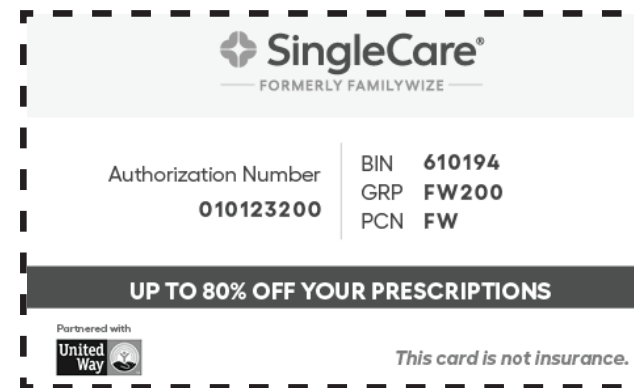 SingleCare®
FORMERLY FAMILYWIZE
Authorization Number
010123200
BIN 610194
GRP FW200
PCN FW
UP TO 80% OFF YOUR PRESCRIPTIONS
Partnered with
United
Way
This card is not insurance.